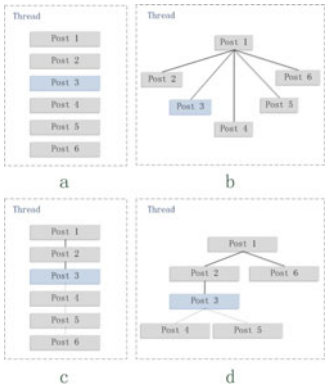 Thread
Post 1
Post 2
Post 3
Post 4
Post 5
Post 6
a
Thread
Post 1
Post 2
Post 6
Post 3
Post 5
Post 4
b
Thread
Post 1
Post 2
Post 3
Post 4
Post 5
Post 6
c
Thread
Post 1
Post 2
Post 6
Post 3
Post 4
Post 5
d